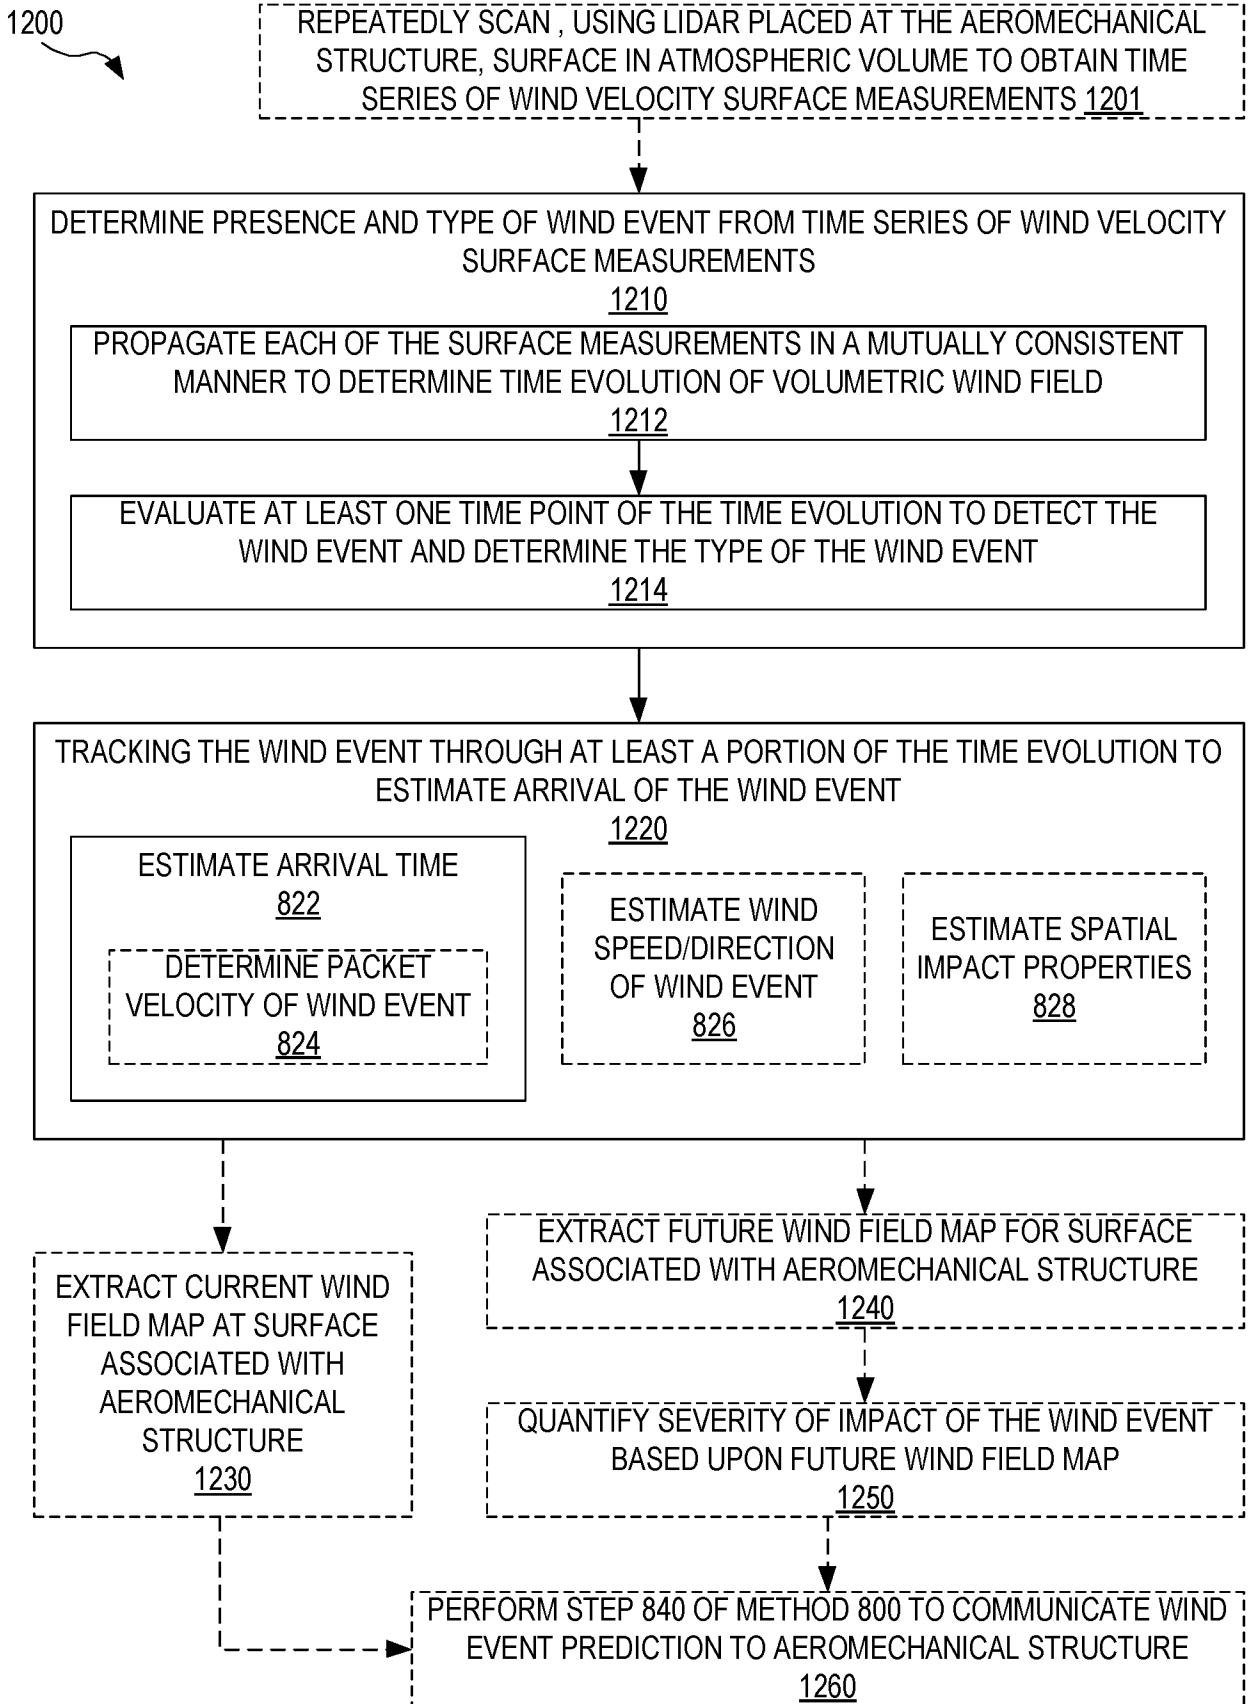 1200
REPEATEDLY SCAN , USING LIDAR PLACED AT THE AEROMECHANICAL
STRUCTURE, SURFACE IN ATMOSPHERIC VOLUME TO OBTAIN TIME
SERIES OF WIND VELOCITY SURFACE MEASUREMENTS 1201
DETERMINE PRESENCE AND TYPE OF WIND EVENT FROM TIME SERIES OF WIND VELOCITY
SURFACE MEASUREMENTS
1210
PROPAGATE EACH OF THE SURFACE MEASUREMENTS IN A MUTUALLY CONSISTENT
MANNER TO DETERMINE TIME EVOLUTION OF VOLUMETRIC WIND FIELD
1212
EVALUATE AT LEAST ONE TIME POINT OF THE TIME EVOLUTION TO DETECT THE
WIND EVENT AND DETERMINE THE TYPE OF THE WIND EVENT
1214
TRACKING THE WIND EVENT THROUGH AT LEAST A PORTION OF THE TIME EVOLUTION TO
ESTIMATE ARRIVAL OF THE WIND EVENT
1220
ESTIMATE ARRIVAL TIME
822
DETERMINE PACKET
VELOCITY OF WIND EVENT
824
ESTIMATE WIND
SPEED/DIRECTION
OF WIND EVENT
826
ESTIMATE SPATIAL
IMPACT PROPERTIES
828
EXTRACT CURRENT WIND
FIELD MAP AT SURFACE
ASSOCIATED WITH
AEROMECHANICAL
STRUCTURE
1230
EXTRACT FUTURE WIND FIELD MAP FOR SURFACE
ASSOCIATED WITH AEROMECHANICAL STRUCTURE
1240
QUANTIFY SEVERITY OF IMPACT OF THE WIND EVENT
BASED UPON FUTURE WIND FIELD MAP
1250
PERFORM STEP 840 OF METHOD 800 TO COMMUNICATE WIND
EVENT PREDICTION TO AEROMECHANICAL STRUCTURE
1260